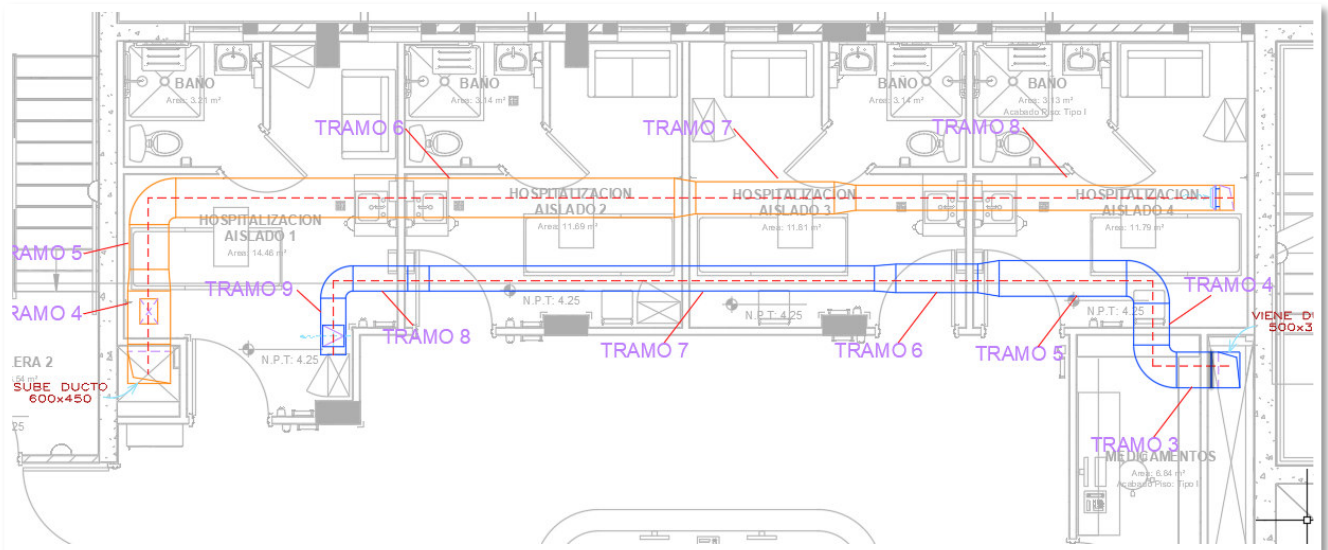 BAÑO
Area: 3.21 m²
BAÑO
Area: 3.14 m²
BAÑO
Area: 3.14 m²
BAÑO
Area: 3.13 m²
Acabado Piso: Tipo I
TRAMO 6
TRAMO 7
TRAMO 8
HOSPITALIZACION
AISLADO 1
Area: 14.46 m²
HOSPITALIZACION
AISLADO 2
Area: 11.69 m²
HOSPITALIZACION
AISLADO 3
Area: 11.81 m²
HOSPITALIZACION
AISLADO 4
Area: 11.79 m²
RAMO 5
RAMO 4
TRAMO 9
TRAMO 8
TRAMO 7
TRAMO 6
TRAMO 5
TRAMO 4
N.P.T: 4.25
N.P.T: 4.25
N.P.T: 4.25
N.P.T: 4.25
VIENE D
500x3
ERA 2
.54 m²
SUBE DUCTO
600x450
25
TRAMO 3
MEDICAMENTOS
Area: 6.84 m²
Acabado Piso: Tipo I